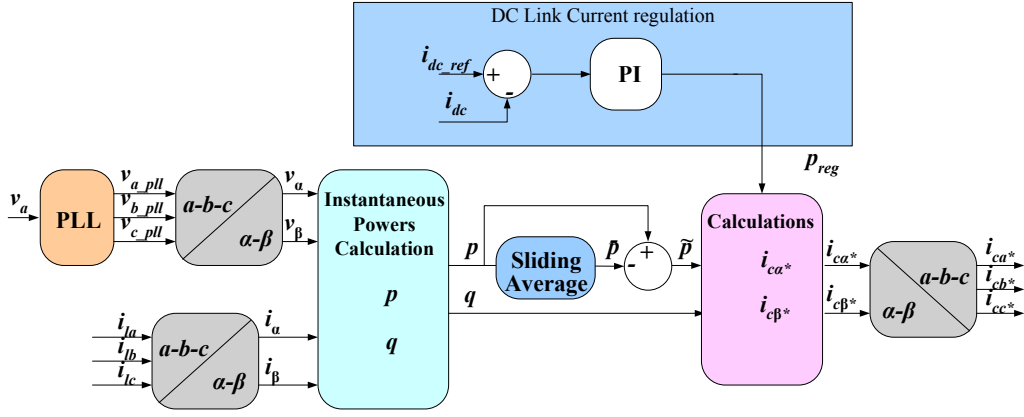 DC Link Current regulation
i_dc_ref
+
-
PI
i_dc
p_reg
v_a
PLL
v_a_pll
v_b_pll
v_c_pll
a-b-c
α-β
v_α
v_β
Instantaneous
Powers
Calculation
p
q
p
q
Sliding
Average
p̄
+
-
p̃
Calculations
i_cα*
i_cβ*
i_cα*
i_cβ*
a-b-c
α-β
i_ca*
i_cb*
i_cc*
i_la
i_lb
i_lc
a-b-c
α-β
i_α
i_β